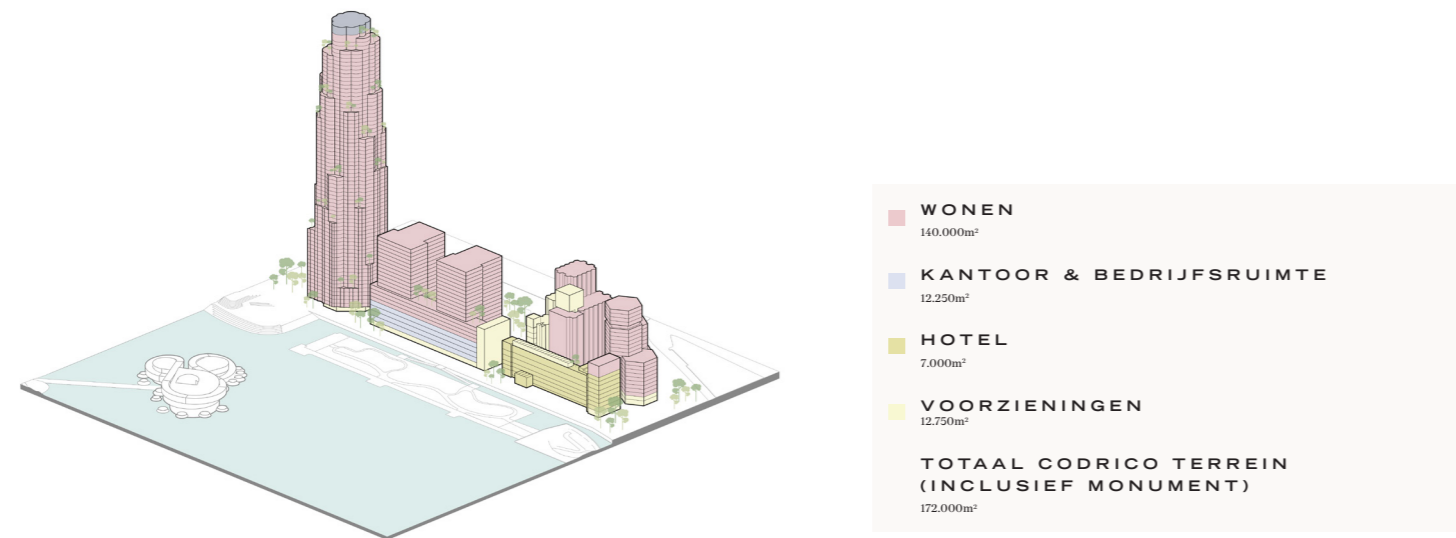 WONEN
140.000m²
KANTOOR & BEDRIJFSRUIMTE
12.250m²
HOTEL
7.000m²
VOORZIENINGEN
12.750m²
TOTAAL CODRICO TERREIN
(INCLUSIEF MONUMENT)
172.000m²